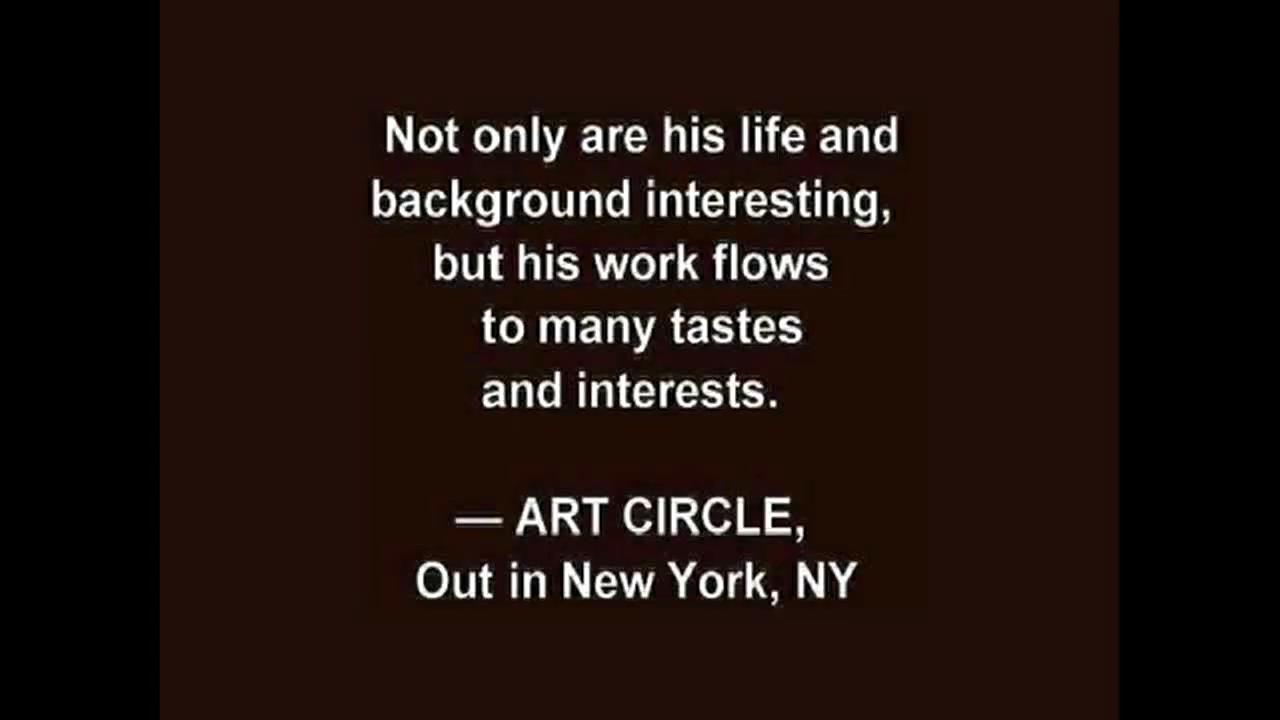 Not only are his life and
background interesting,
but his work flows
to many tastes
and interests.
— ART CIRCLE,
Out in New York, NY